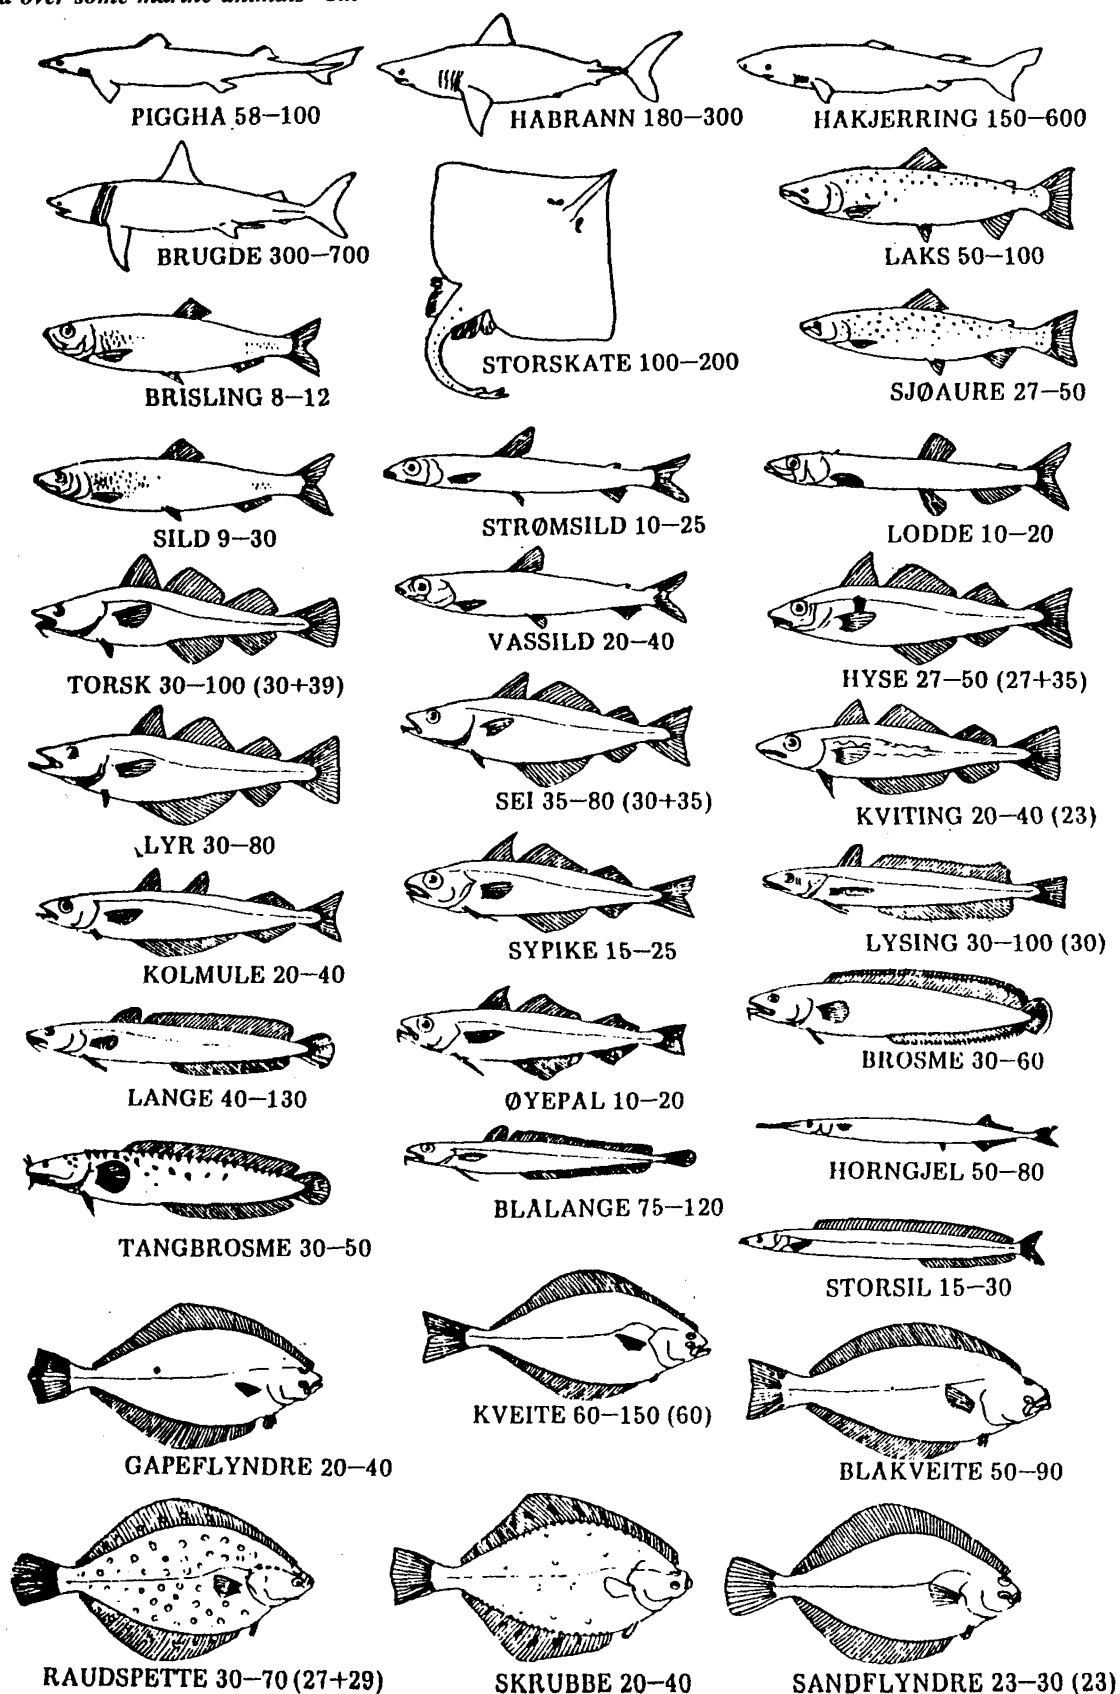 over some marine animals
PIGGHA 58–100
HABRANN 180–300
HAKJERRING 150–600
BRUGDE 300–700
LAKS 50–100
STORSKATE 100–200
BRISLING 8–12
SJØAURE 27–50
SILD 9–30
STRØMSILD 10–25
LODDE 10–20
VASSILD 20–40
TORSK 30–100 (30+39)
HYSE 27–50 (27+35)
SEI 35–80 (30+35)
KVITING 20–40 (23)
LYR 30–80
SYPIKE 15–25
LYSING 30–100 (30)
KOLMULE 20–40
BROSME 30–60
LANGE 40–130
ØYEPAL 10–20
HORNGJEL 50–80
BLALANGE 75–120
TANGBROSME 30–50
STORSIL 15–30
KVEITE 60–150 (60)
GAPEFLYNDRE 20–40
BLAKVEITE 50–90
RAUDSPETTE 30–70 (27+29)
SKRUBBE 20–40
SANDFLYNDRE 23–30 (23)